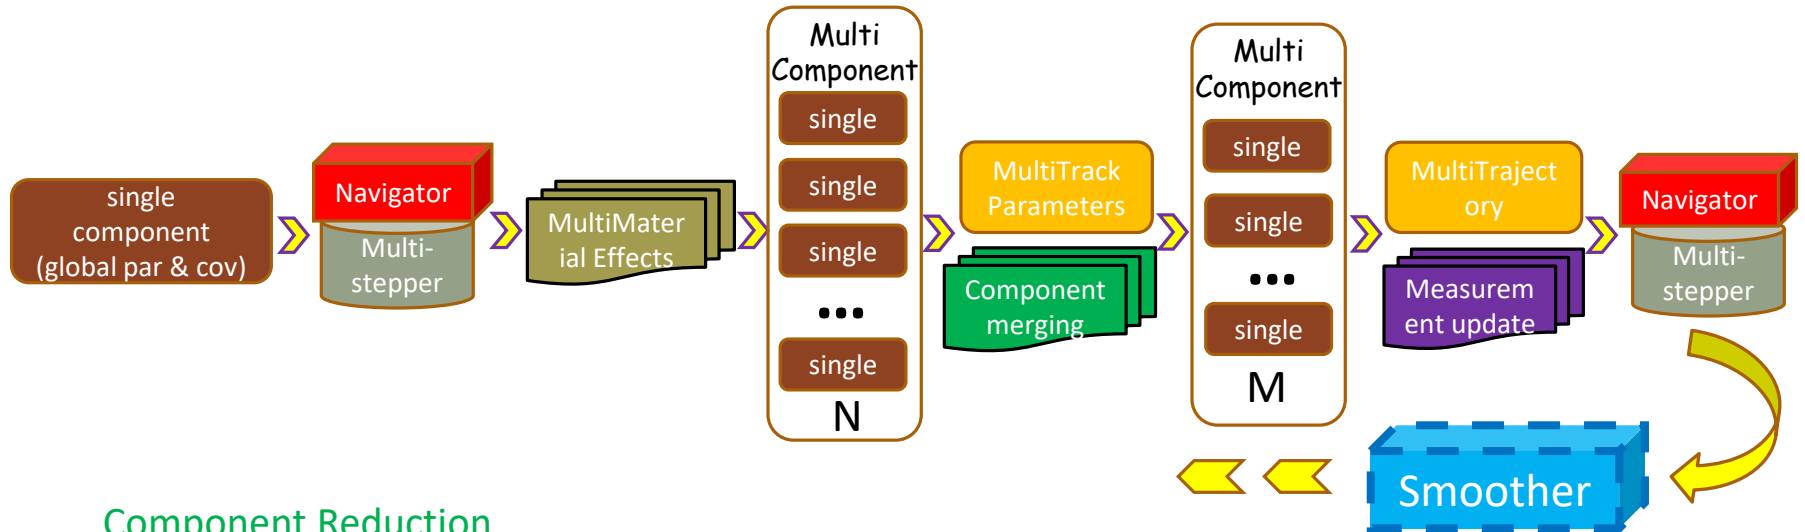 single
component
(global par & cov)
Navigator
Multi-
stepper
MultiMater
ial Effects
Multi
Component
single
single
single
...
single
N
MultiTrack
Parameters
Component
merging
Multi
Component
single
single
...
single
M
MultiTraject
ory
Measurem
ent update
Navigator
Multi-
stepper
Smoother
Component Reduction